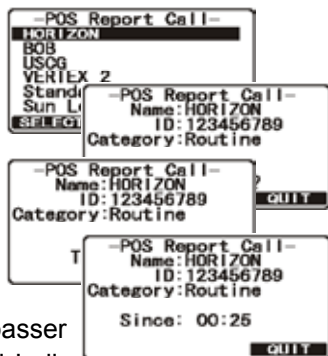 -POS Report Call-
HORIZON
BOB
USCG
VERTEX 2
-POS Report Call-
Name:HORIZON
ID:123456789
Category:Routine
?
QUIT
-POS Report Call-
Name:HORIZON
ID:123456789
Category:Routine
-POS Report Call-
Name:HORIZON
ID:123456789
Category:Routine
Since: 00:25
QUIT